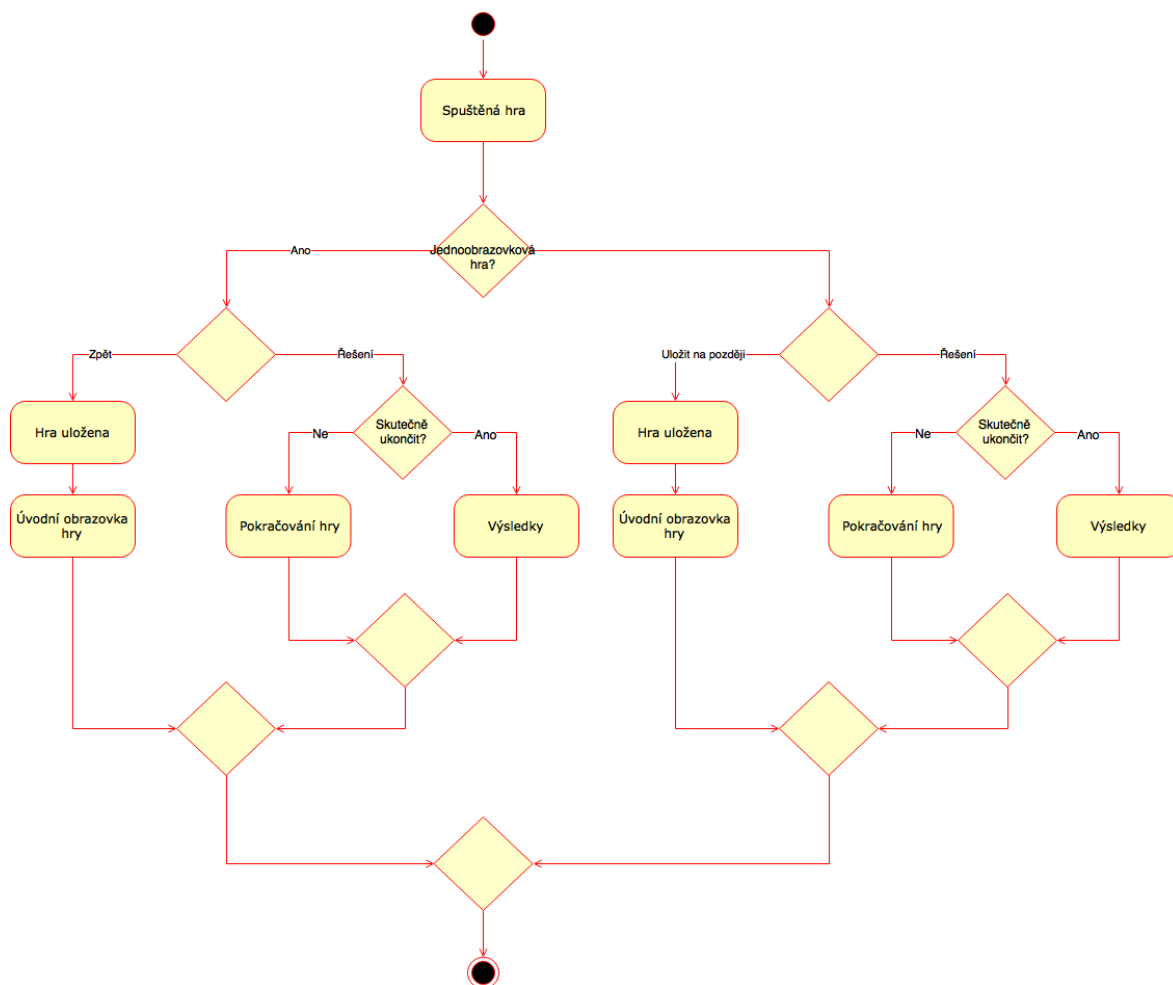 Spuštěná hra
Ano
Jednoobrazovková
hra?
Zpět
Řešení
Uložit na později
Řešení
Hra uložena
Skutečně
ukončit?
Ne
Ano
Hra uložena
Skutečně
ukončit?
Ne
Ano
Úvodní obrazovka
hry
Pokračování hry
Výsledky
Úvodní obrazovka
hry
Pokračování hry
Výsledky